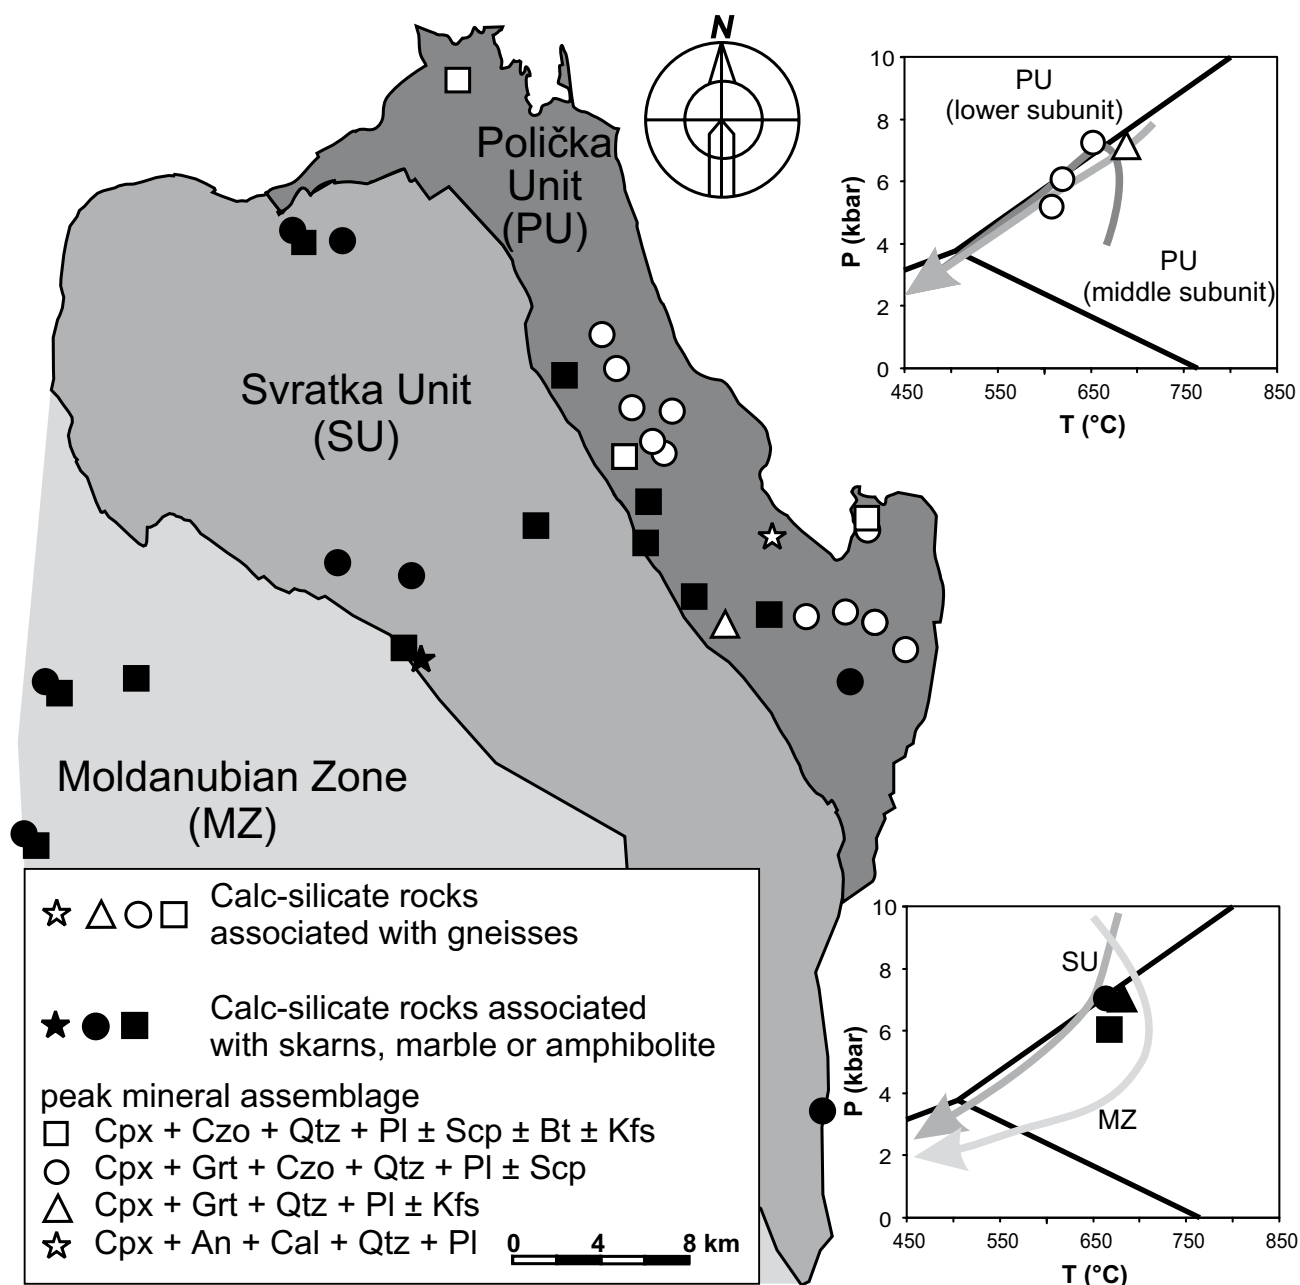 N
Polička
Unit
(PU)
Svratka Unit
(SU)
Moldanubian Zone
(MZ)
10
8
6
4
2
0
P (kbar)
PU
(lower subunit)
PU
(middle subunit)
450
550
650
750
850
T (°C)
Calc-silicate rocks
associated with gneisses
Calc-silicate rocks associated
with skarns, marble or amphibolite
peak mineral assemblage
Cpx + Czo + Qtz + Pl ± Scp ± Bt ± Kfs
Cpx + Grt + Czo + Qtz + Pl ± Scp
Cpx + Grt + Qtz + Pl ± Kfs
Cpx + An + Cal + Qtz + Pl
0 4 8 km
10
8
6
4
2
0
P (kbar)
SU
MZ
450
550
650
750
850
T (°C)